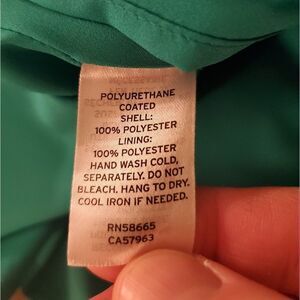 POLYURETHANE
COATED
SHELL:
100% POLYESTER
LINING:
100% POLYESTER
HAND WASH COLD,
SEPARATELY. DO NOT
BLEACH. HANG TO DRY.
COOL IRON IF NEEDED.
RN58665
CA57963